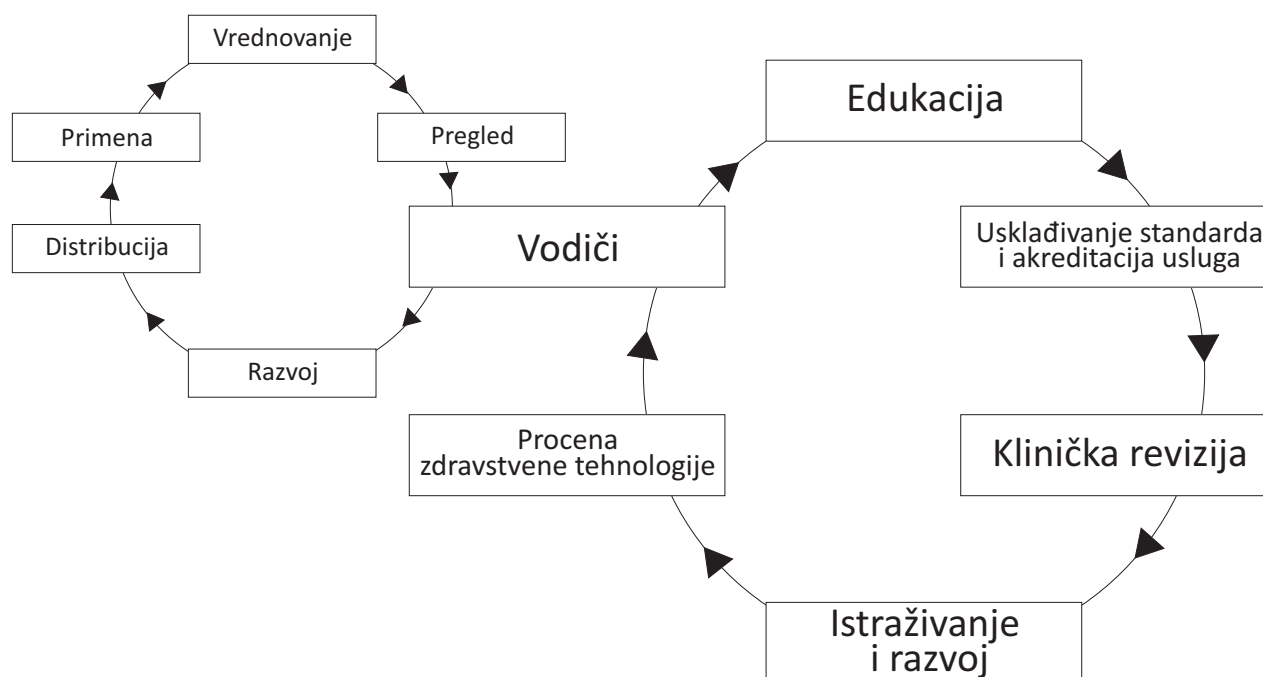 Vrednovanje
Edukacija
Primena
Pregled
Distribucija
Vodiči
Usklađivanje standarda
i akreditacija usluga
Razvoj
Procena
zdravstvene tehnologije
Klinička revizija
Istraživanje
i razvoj